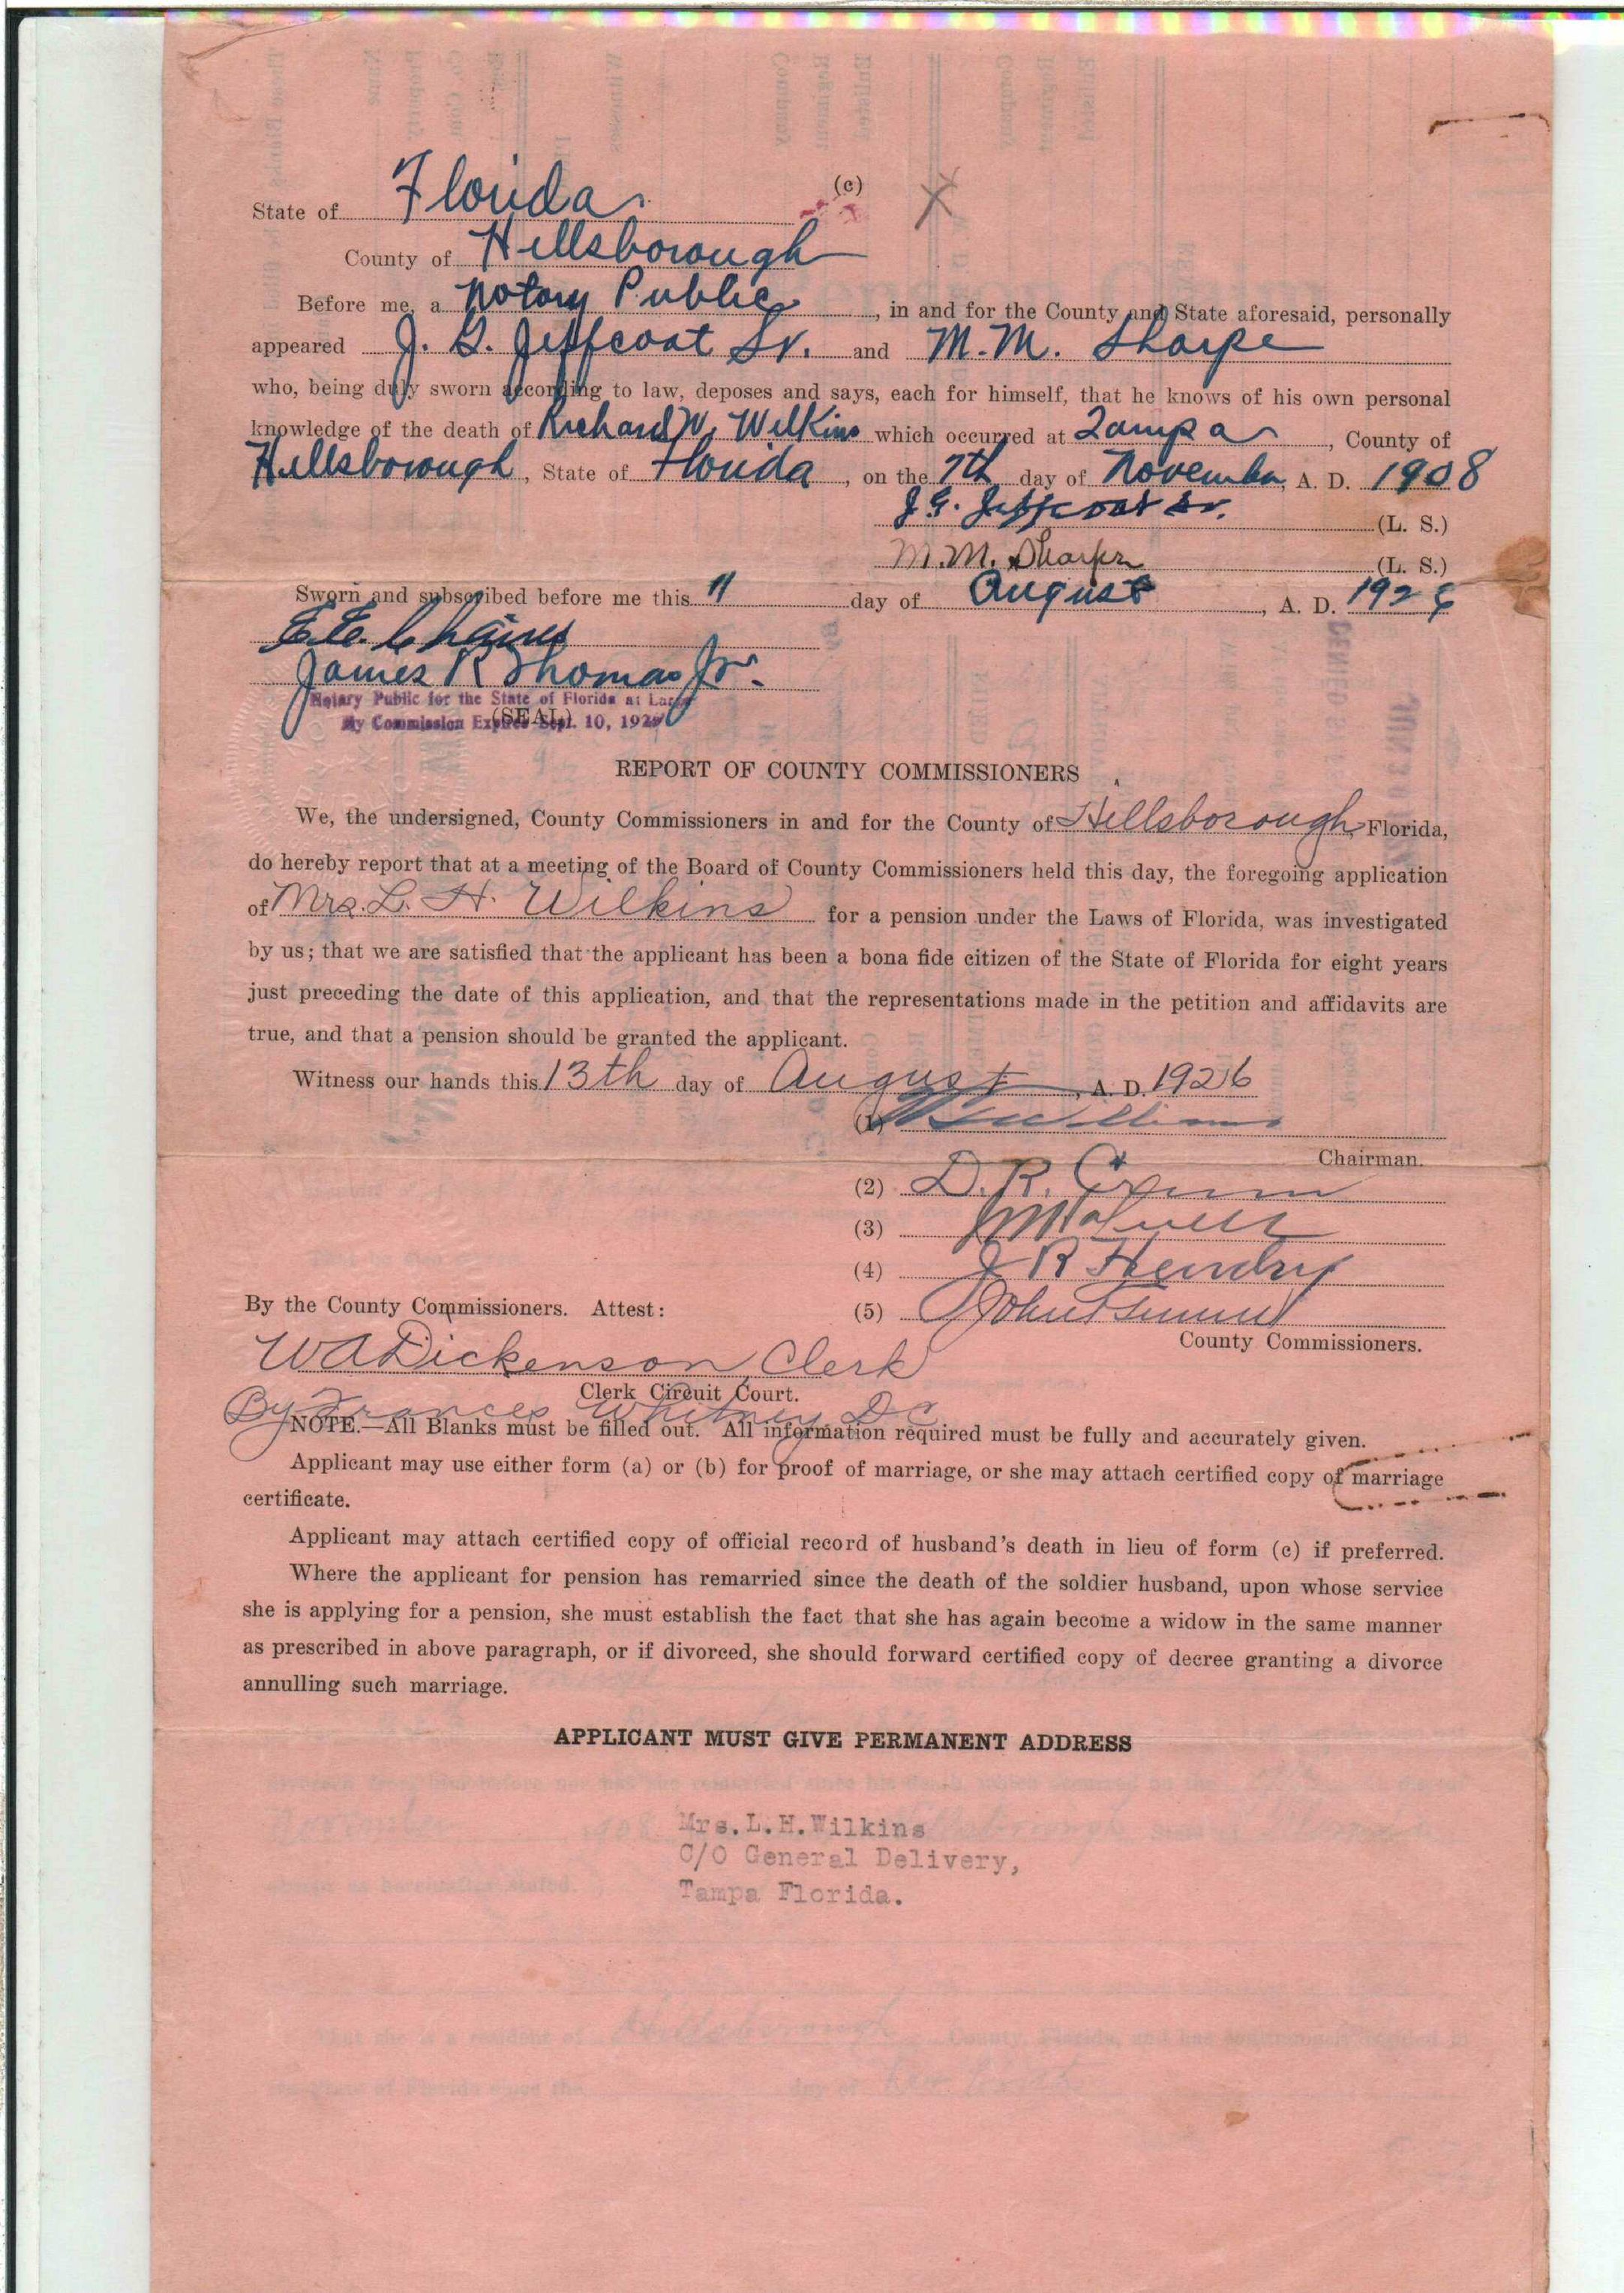 (c)
State of Florida
County of Hillsborough
Before me, a Notary Public, in and for the County and State aforesaid, personally
appeared J. G. Jeffcoat Sr. and M. M. Sharpe
who, being duly sworn according to law, deposes and says, each for himself, that he knows of his own personal
knowledge of the death of Richard W. Wilkins which occurred at Tampa, County of
Hillsborough, State of Florida, on the 7th day of November, A. D. 1908
J. G. Jeffcoat Sr. (L. S.)
M. M. Sharpe (L. S.)
Sworn and subscribed before me this 11 day of August, A. D. 1926
James R Thomas Jr.
Notary Public for the State of Florida at Large
(SEAL)
My Commission Expires Sept. 10, 192
REPORT OF COUNTY COMMISSIONERS
We, the undersigned, County Commissioners in and for the County of Hillsborough, Florida,
do hereby report that at a meeting of the Board of County Commissioners held this day, the foregoing application
of Mrs. L. H. Wilkins for a pension under the Laws of Florida, was investigated
by us; that we are satisfied that the applicant has been a bona fide citizen of the State of Florida for eight years
just preceding the date of this application, and that the representations made in the petition and affidavits are
true, and that a pension should be granted the applicant.
Witness our hands this 13th day of August, A. D. 1926
(1)
Chairman.
(2) D. R. Crum
(3)
(4) J R Hendry
By the County Commissioners. Attest:
(5) John
County Commissioners.
W A Dickenson, Clerk
Clerk Circuit Court.
By Frances Whitney D C
NOTE.—All Blanks must be filled out. All information required must be fully and accurately given.
Applicant may use either form (a) or (b) for proof of marriage, or she may attach certified copy of marriage
certificate.
Applicant may attach certified copy of official record of husband's death in lieu of form (c) if preferred.
Where the applicant for pension has remarried since the death of the soldier husband, upon whose service
she is applying for a pension, she must establish the fact that she has again become a widow in the same manner
as prescribed in above paragraph, or if divorced, she should forward certified copy of decree granting a divorce
annulling such marriage.
APPLICANT MUST GIVE PERMANENT ADDRESS
Mrs. L. H. Wilkins
C/O General Delivery,
Tampa Florida.